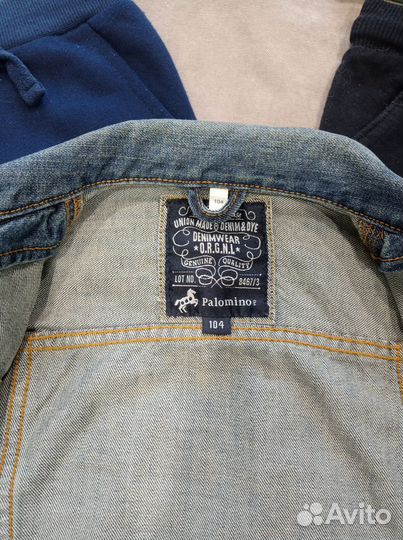 104
UNION MADE DENIM&DYE
DENIMWEAR
O.R.G.N.L
GENUINE QUALITY
LOT NO. 8467/3
Palomino
104
Avito